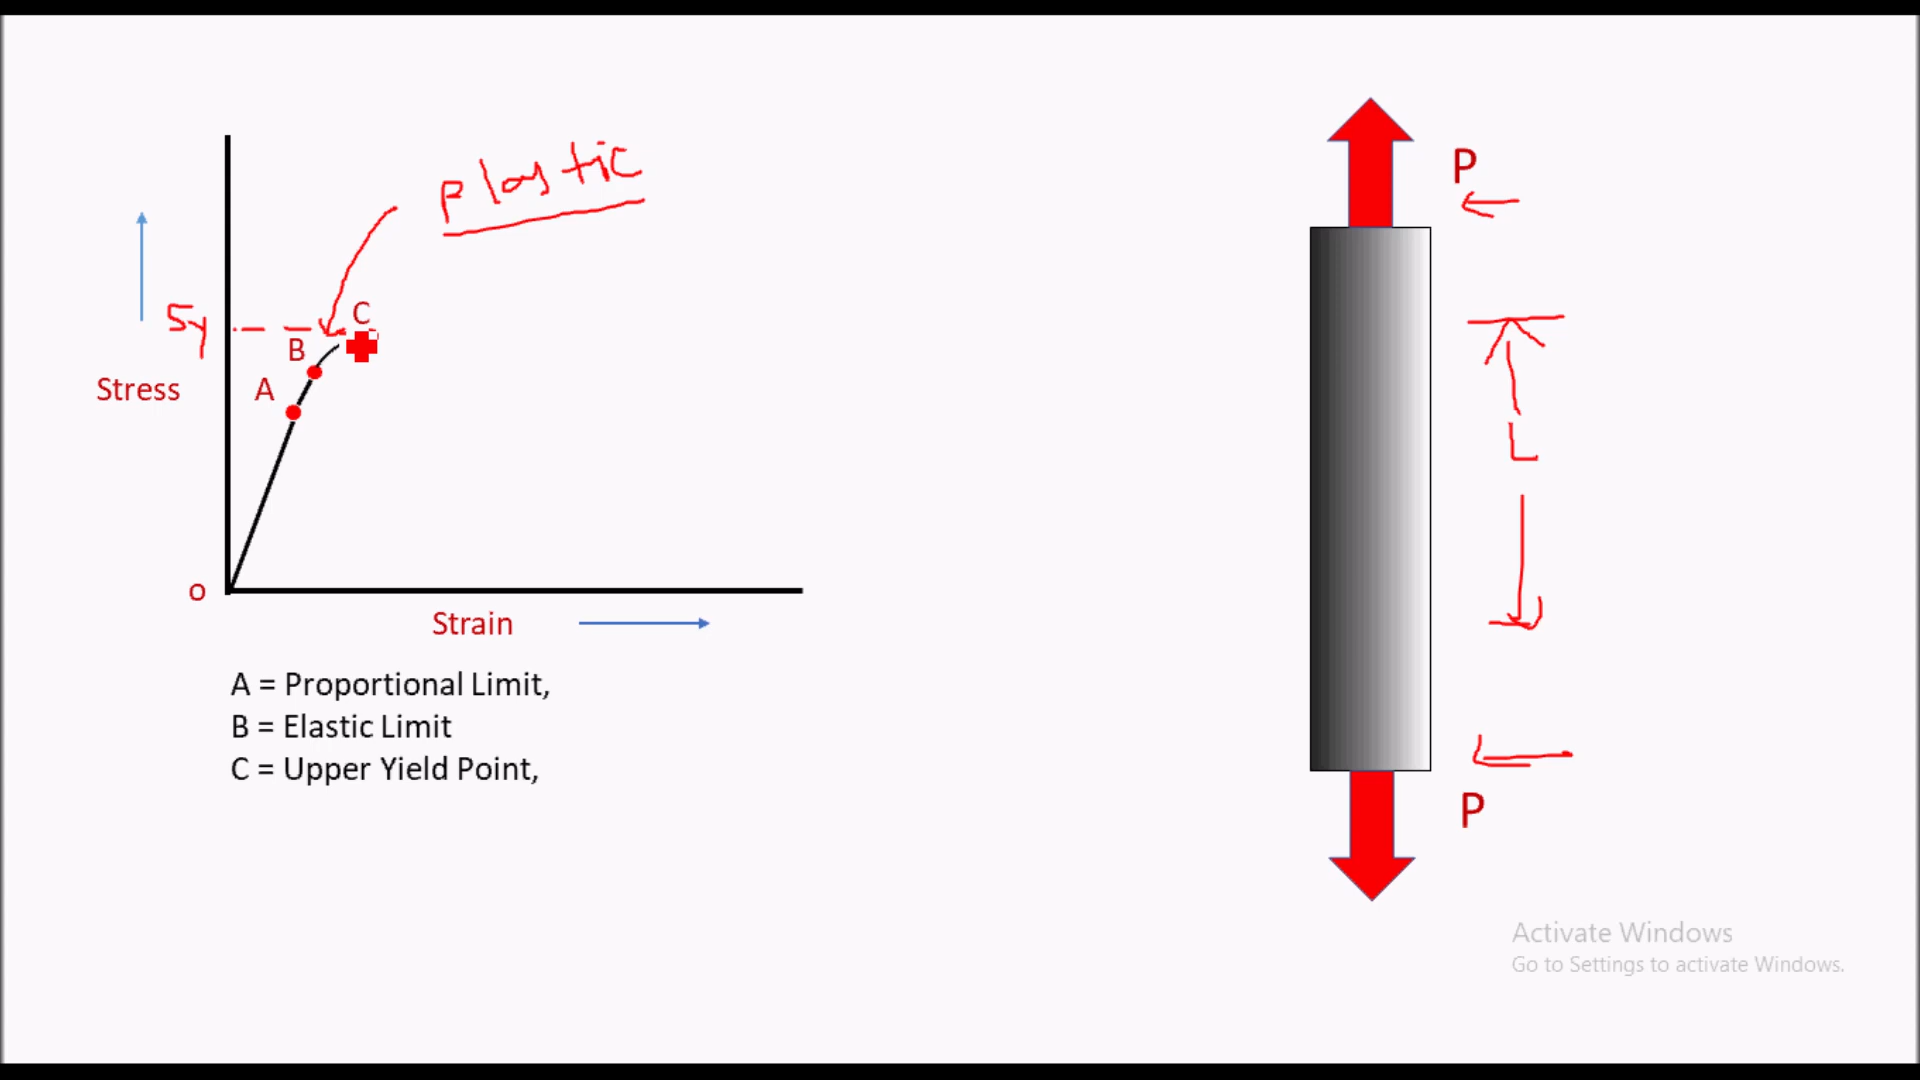 plastic
P
C
Sy
B
Stress
A
L
o
Strain
A = Proportional Limit,
B = Elastic Limit
C = Upper Yield Point,
P
Activate Windows
Go to Settings to activate Windows.